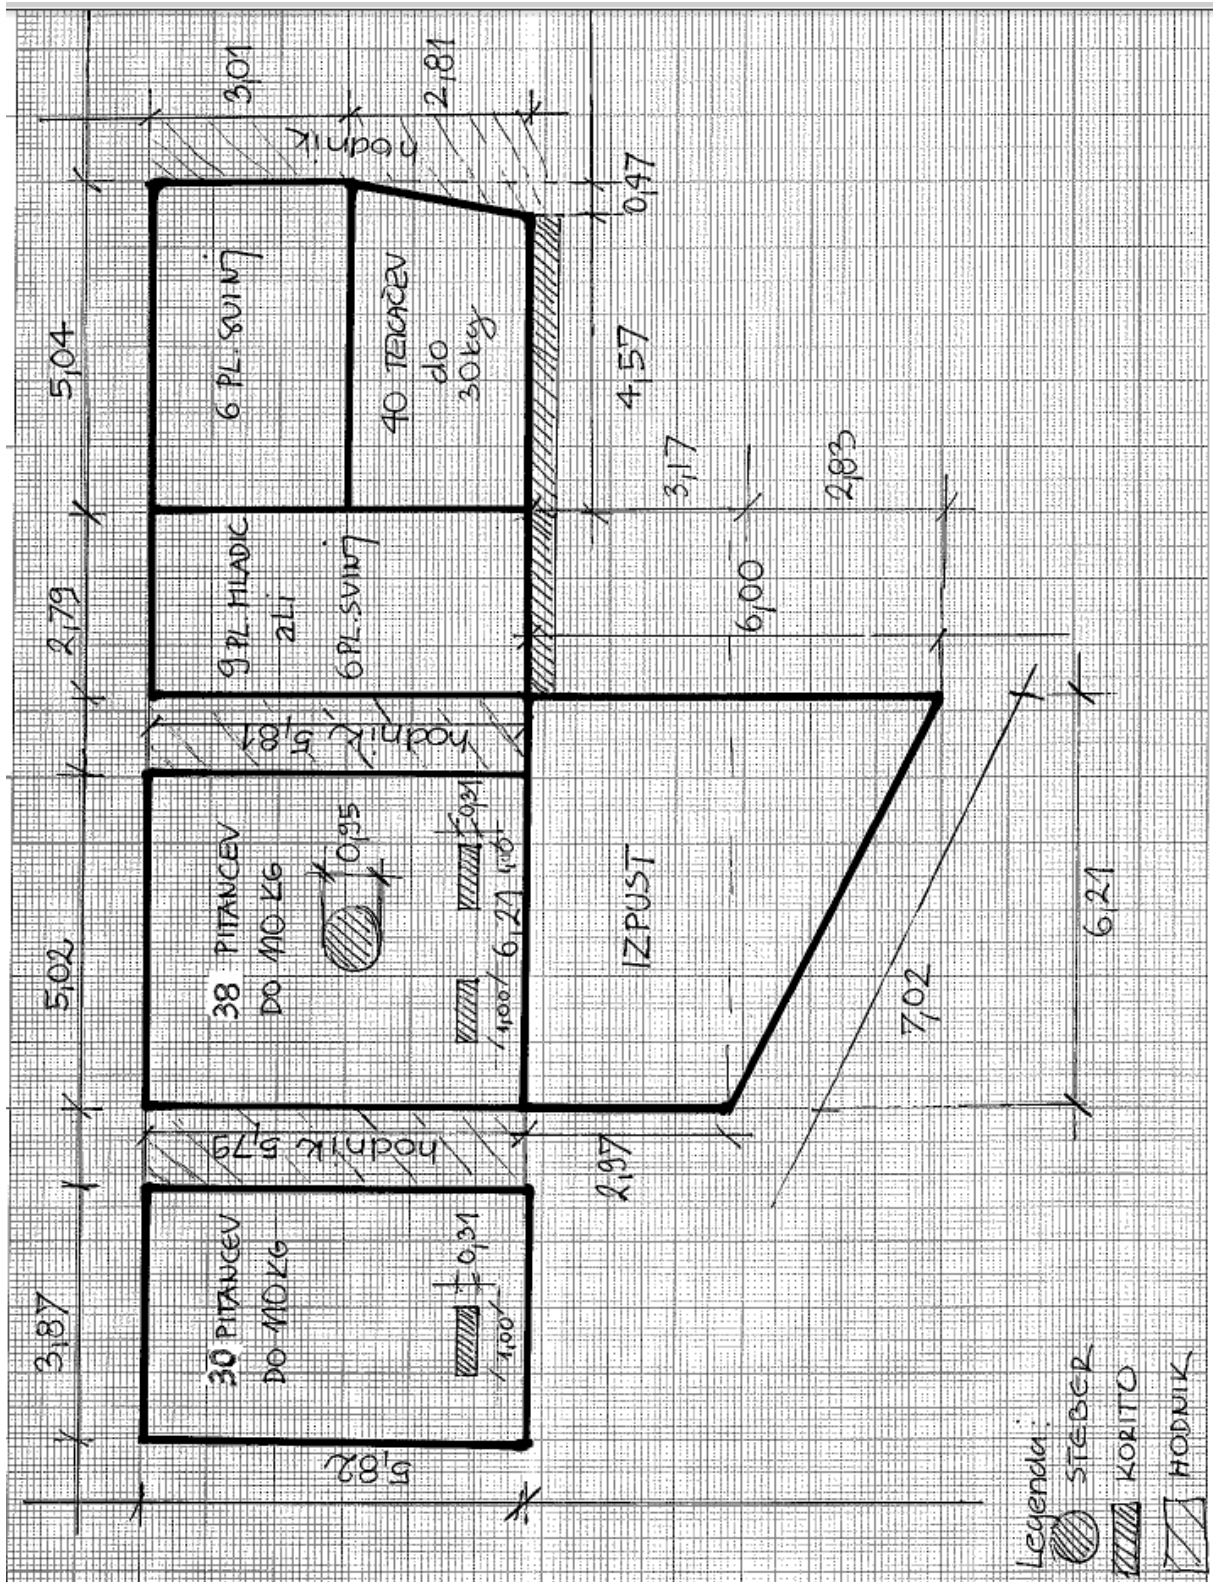 3,87
5,02
2,79
5,04
5,82
30 PITANCEV
DO 110 KG
0,31
1,00
hodnik 5,79
38 PITANCEV
DO 110 KG
0,95
0,31
1,00
6,21
1,00
hodnik 5,81
9 PL. MLADIC
ali
6 PL. SVINJ
6 PL. SVINJ
40 TEKAČEV
do
30 kg
hodnik
3,01
2,81
0,47
4,57
3,17
2,83
6,00
IZPUST
2,97
7,02
6,21
Legenda:
STEBER
KORITO
HODNIK